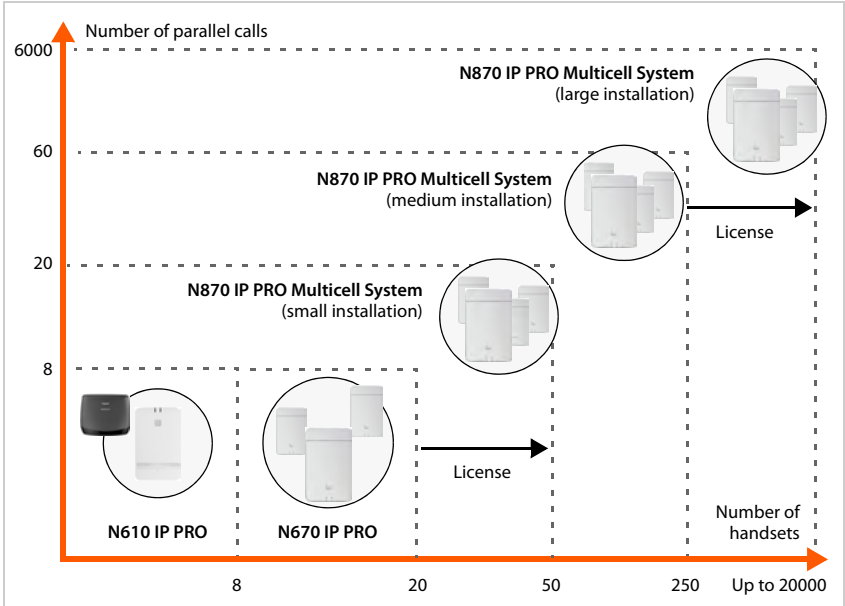 Number of parallel calls
6000
N870 IP PRO Multicell System
(large installation)
60
N870 IP PRO Multicell System
(medium installation)
License
20
N870 IP PRO Multicell System
(small installation)
8
License
N610 IP PRO
N670 IP PRO
Number of
handsets
8
20
50
250
Up to 20000